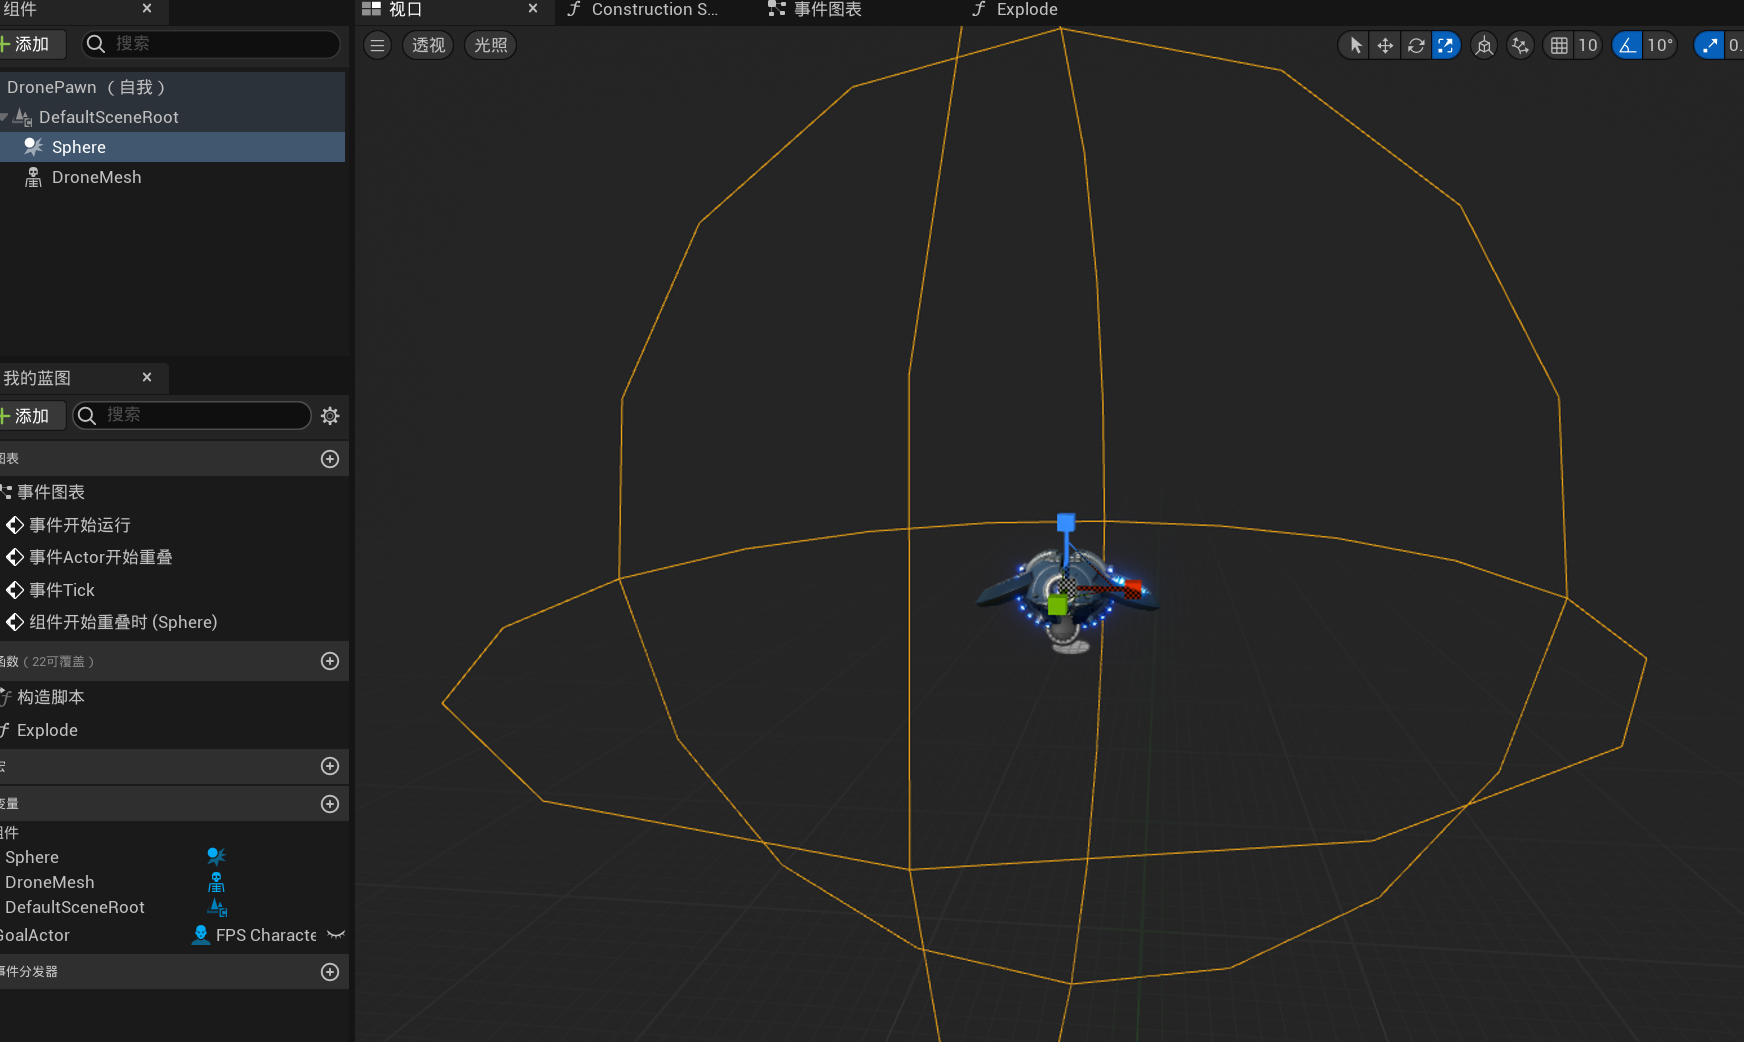 组件
视口
Construction S...
事件图表
Explode
添加
搜索
透视
光照
10
10°
0.
DronePawn （自我）
DefaultSceneRoot
Sphere
DroneMesh
我的蓝图
添加
搜索
图表
事件图表
事件开始运行
事件Actor开始重叠
事件Tick
组件开始重叠时 (Sphere)
函数（22可覆盖）
构造脚本
Explode
宏
变量
组件
Sphere
DroneMesh
DefaultSceneRoot
GoalActor
FPS Characte
事件分发器